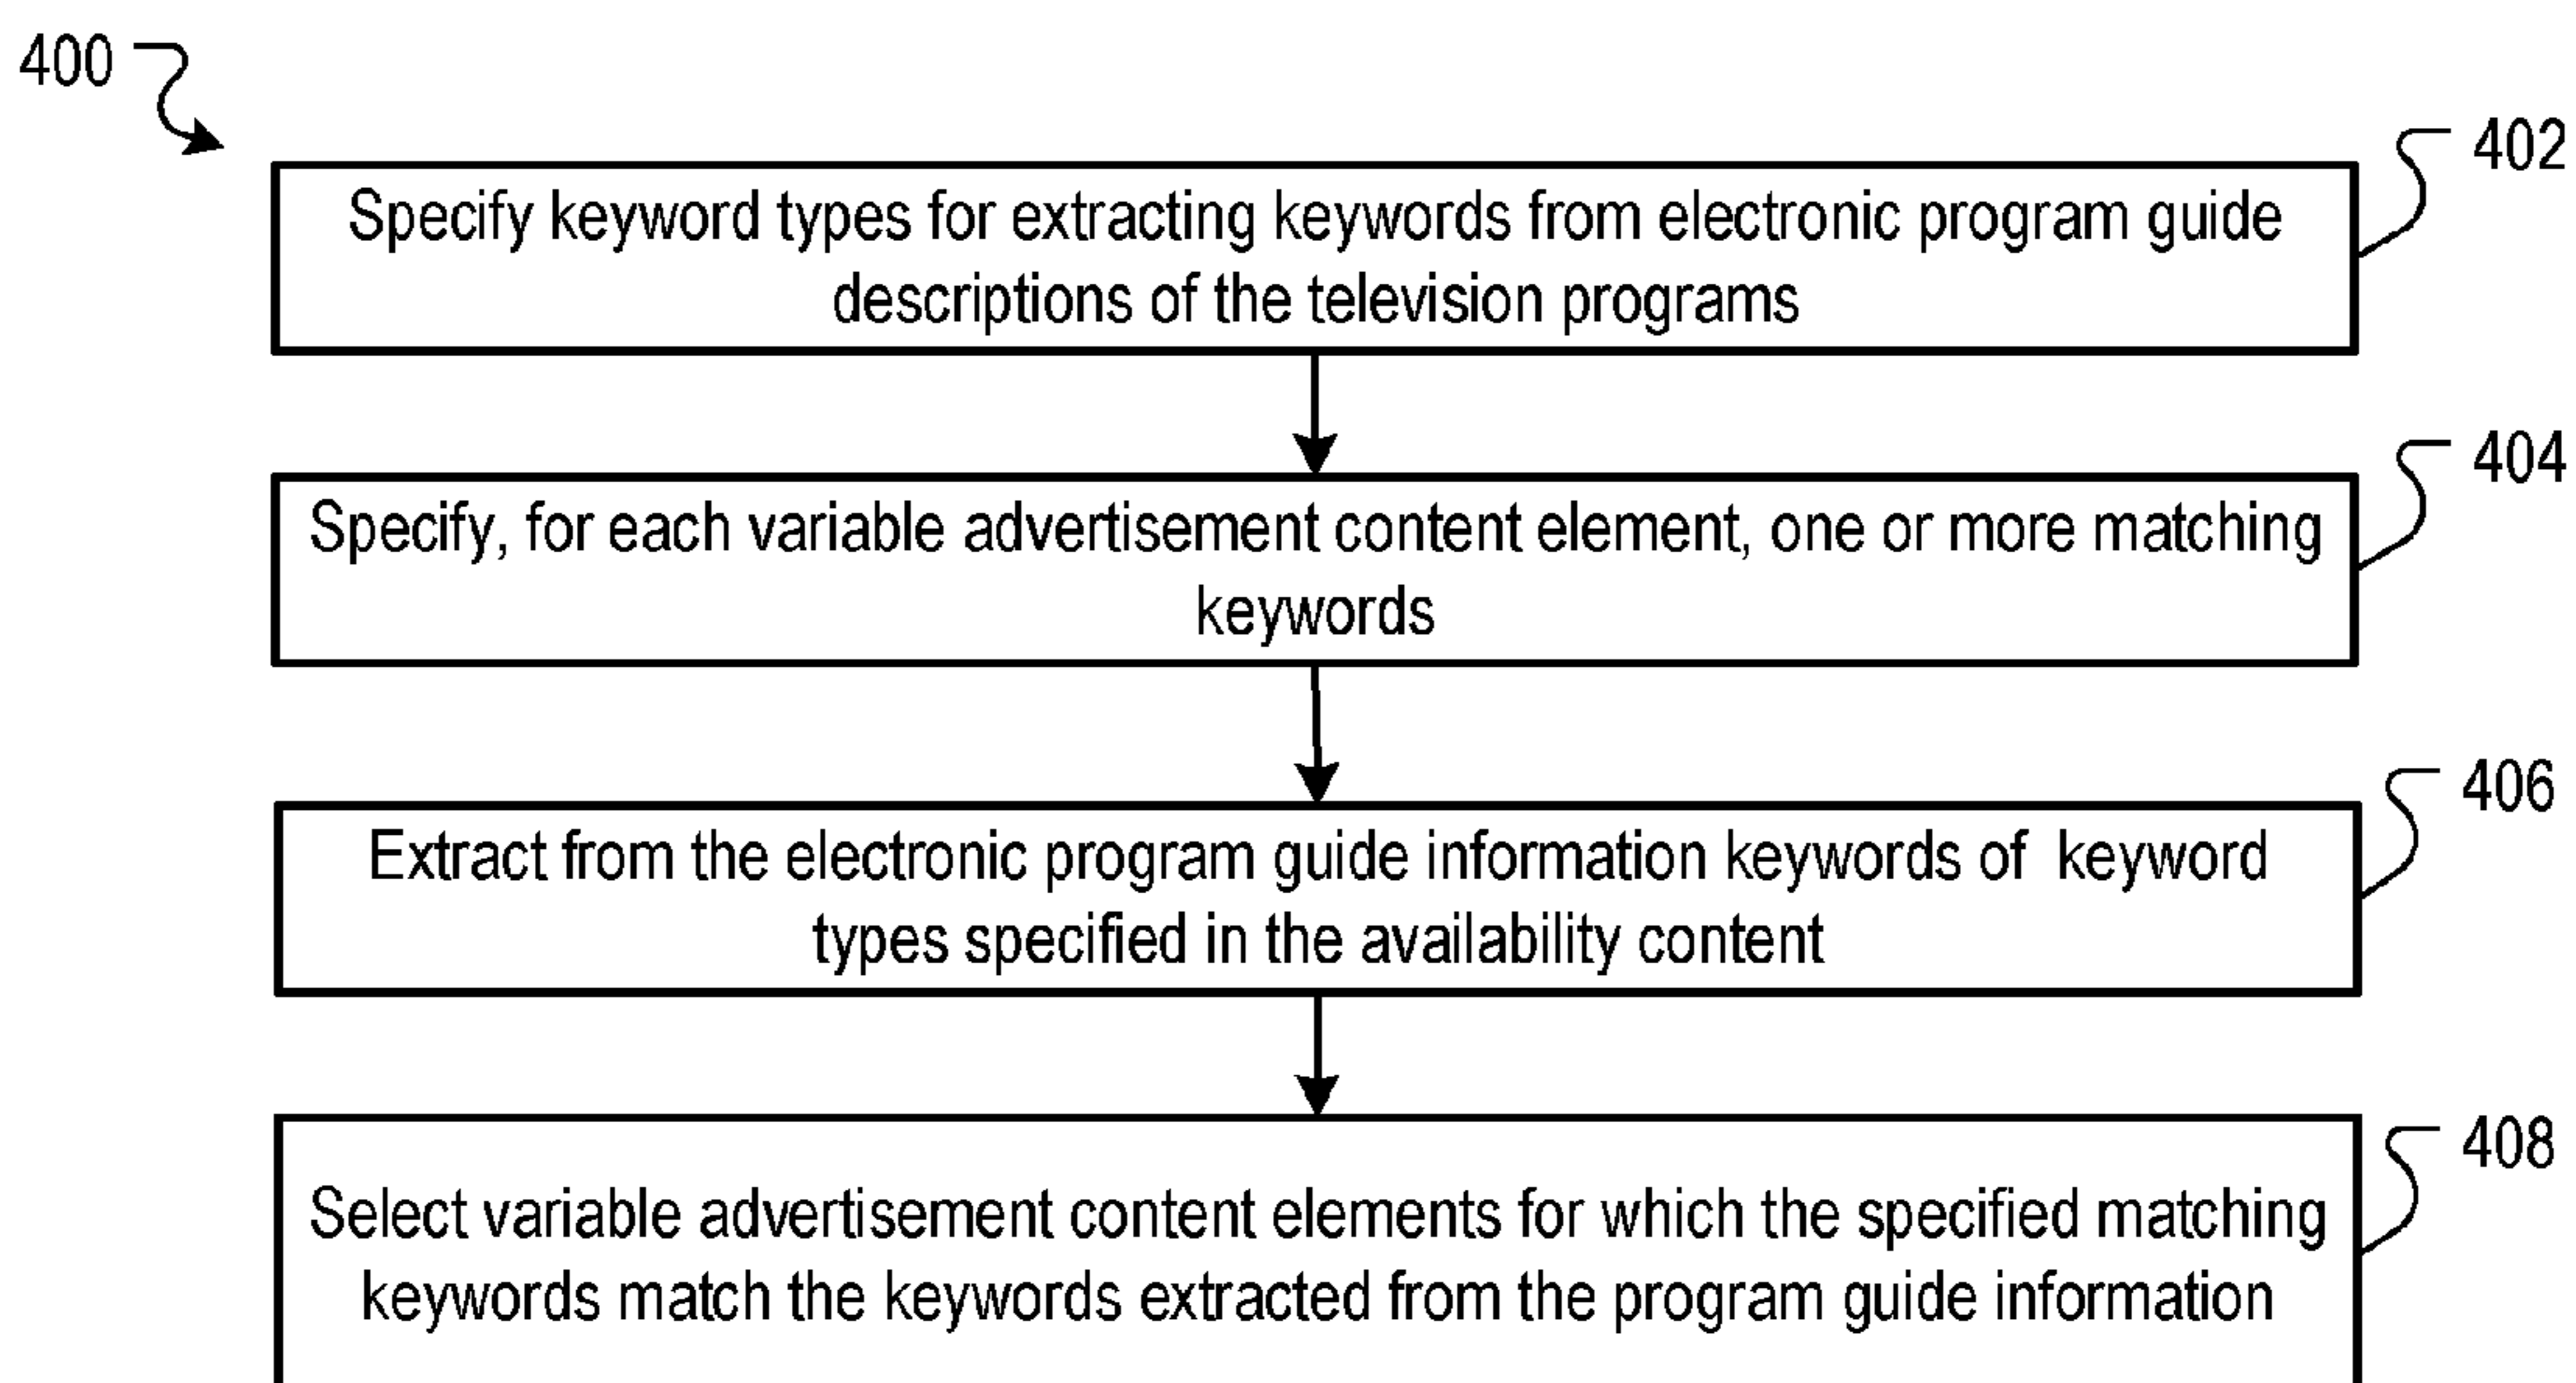 400
402
Specify keyword types for extracting keywords from electronic program guide
descriptions of the television programs
404
Specify, for each variable advertisement content element, one or more matching
keywords
406
Extract from the electronic program guide information keywords of keyword
types specified in the availability content
408
Select variable advertisement content elements for which the specified matching
keywords match the keywords extracted from the program guide information